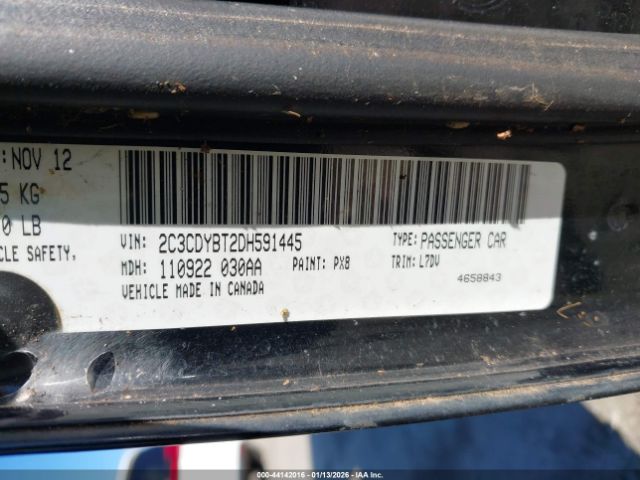 :NOV 12
5 KG
0 LB
CLE SAFETY,
VIN: 2C3CDYBT2DH591445 TYPE: PASSENGER CAR
MDH: 110922 030AA PAINT: PX8 TRIM: L7DV
VEHICLE MADE IN CANADA 4658843
000-44142016 | 01/13/2026 | IAA Inc.